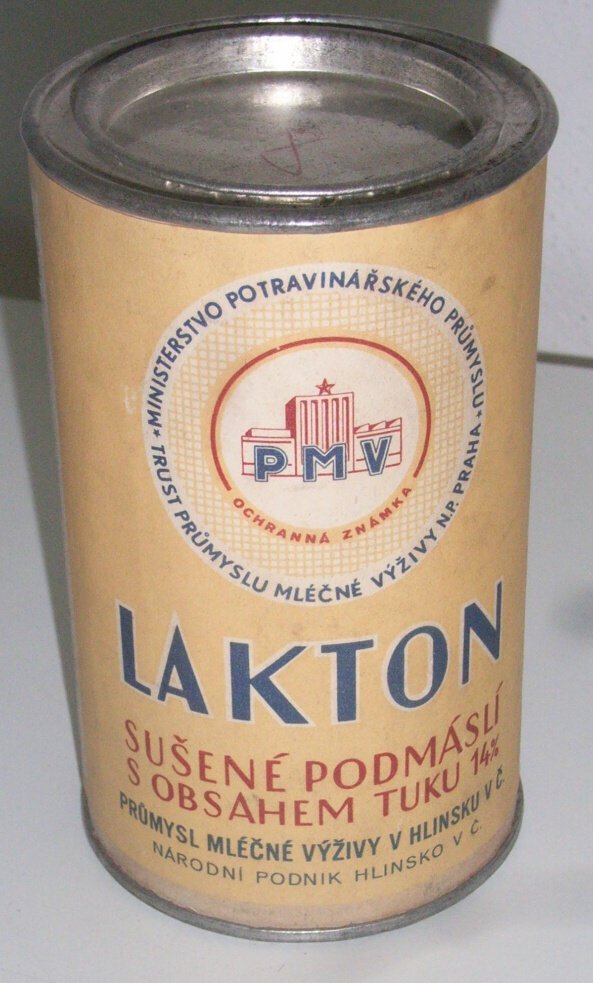 ★ MINISTERSTVO POTRAVINÁŘSKÉHO PRŮMYSLU ★
TRUST PRŮMYSLU MLÉČNÉ VÝŽIVY N.P. PRAHA
PMV
OCHRANNÁ ZNÁMKA
LAKTON
SUŠENÉ PODMÁSLÍ
S OBSAHEM TUKU 14%
PRŮMYSL MLÉČNÉ VÝŽIVY V HLINSKU V Č.
NÁRODNÍ PODNIK HLINSKO V Č.